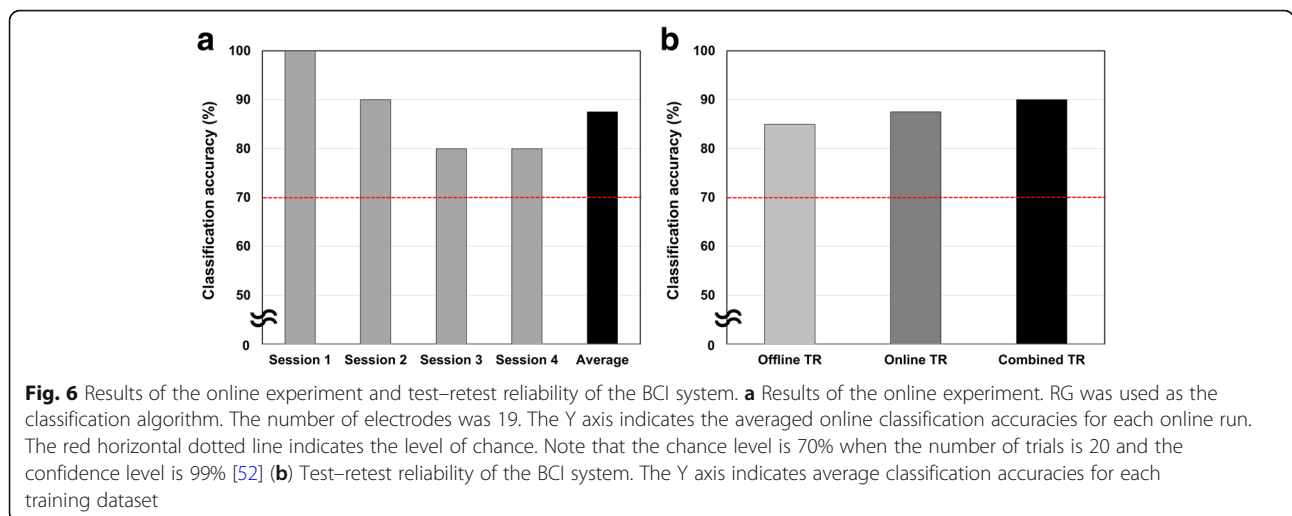 a
100
90
80
70
60
50
0
Classification accuracy (%)
Session 1 Session 2 Session 3 Session 4 Average
b
100
90
80
70
60
50
0
Classification accuracy (%)
Offline TR Online TR Combined TR
Fig. 6 Results of the online experiment and test–retest reliability of the BCI system. a Results of the online experiment. RG was used as the
classification algorithm. The number of electrodes was 19. The Y axis indicates the averaged online classification accuracies for each online run.
The red horizontal dotted line indicates the level of chance. Note that the chance level is 70% when the number of trials is 20 and the
confidence level is 99% [52] (b) Test–retest reliability of the BCI system. The Y axis indicates average classification accuracies for each
training dataset